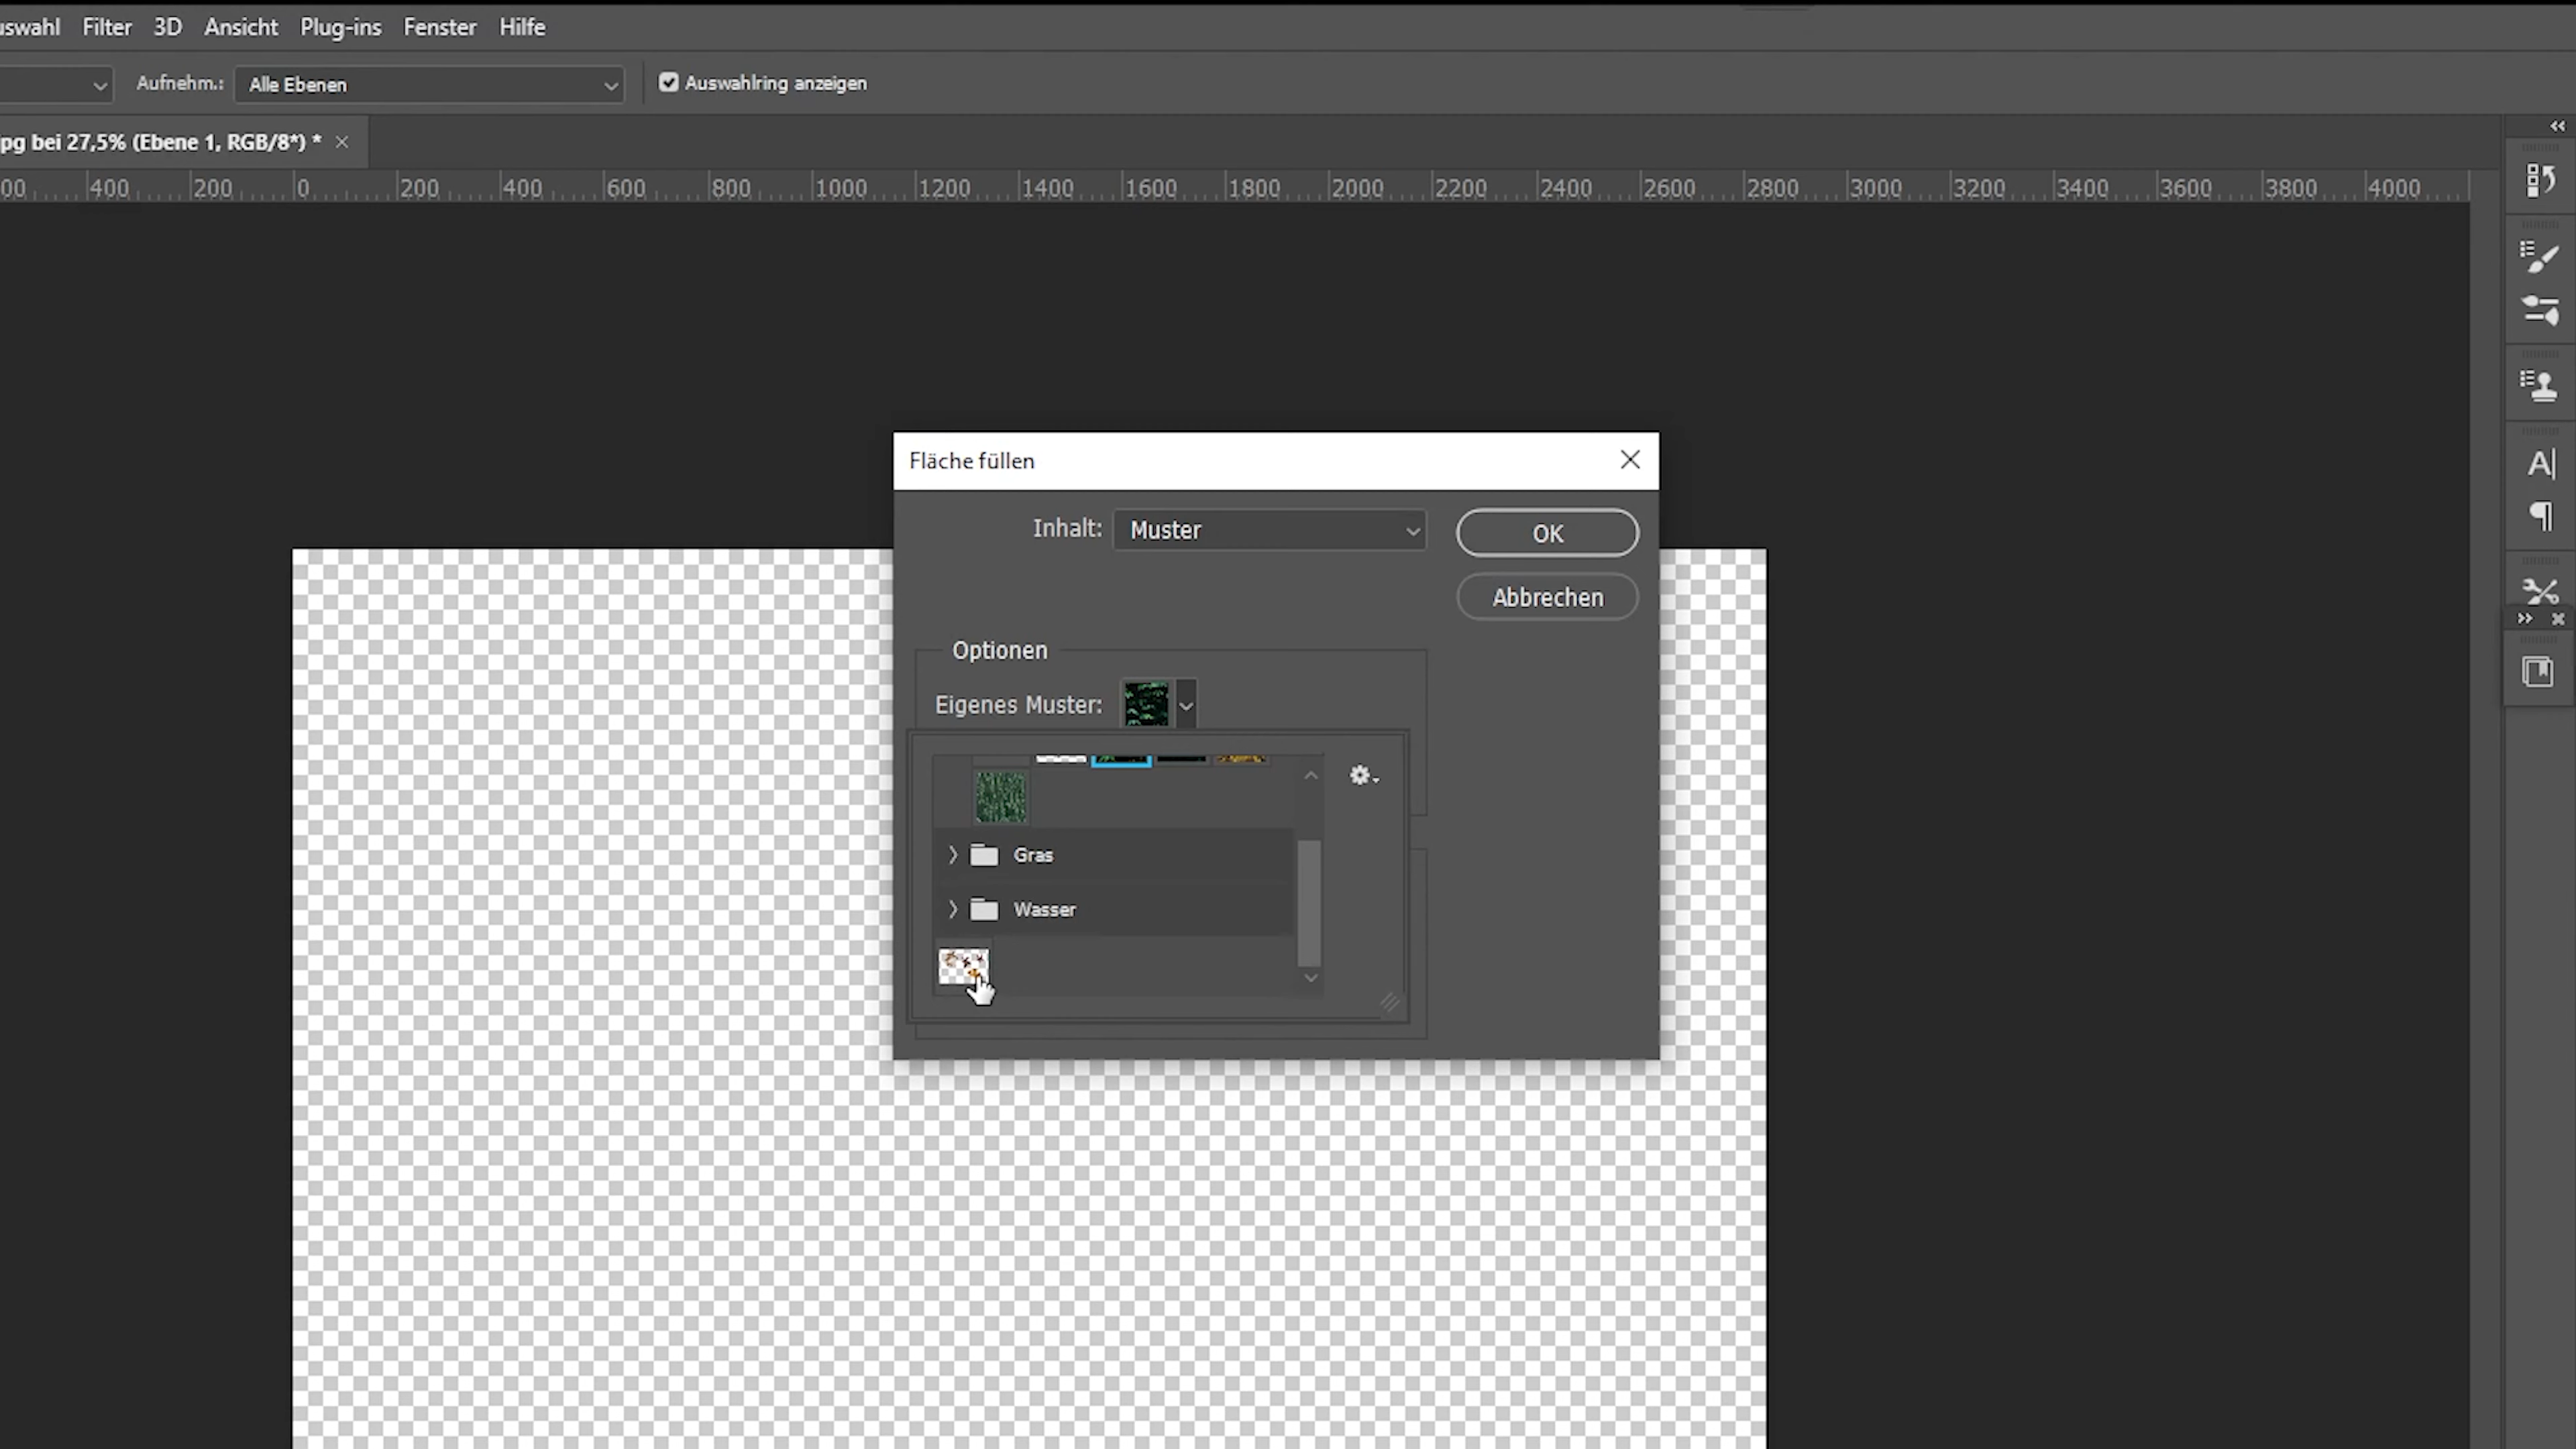 uswahl Filter 3D Ansicht Plug-ins Fenster Hilfe
Aufnehm.: Alle Ebenen Auswahlring anzeigen
pg bei 27,5% (Ebene 1, RGB/8*) * ×
00 400 200 0 200 400 600 800 1000 1200 1400 1600 1800 2000 2200 2400 2600 2800 3000 3200 3400 3600 3800 4000
Fläche füllen
Inhalt: Muster OK
Abbrechen
Optionen
Eigenes Muster:
Gras
Wasser